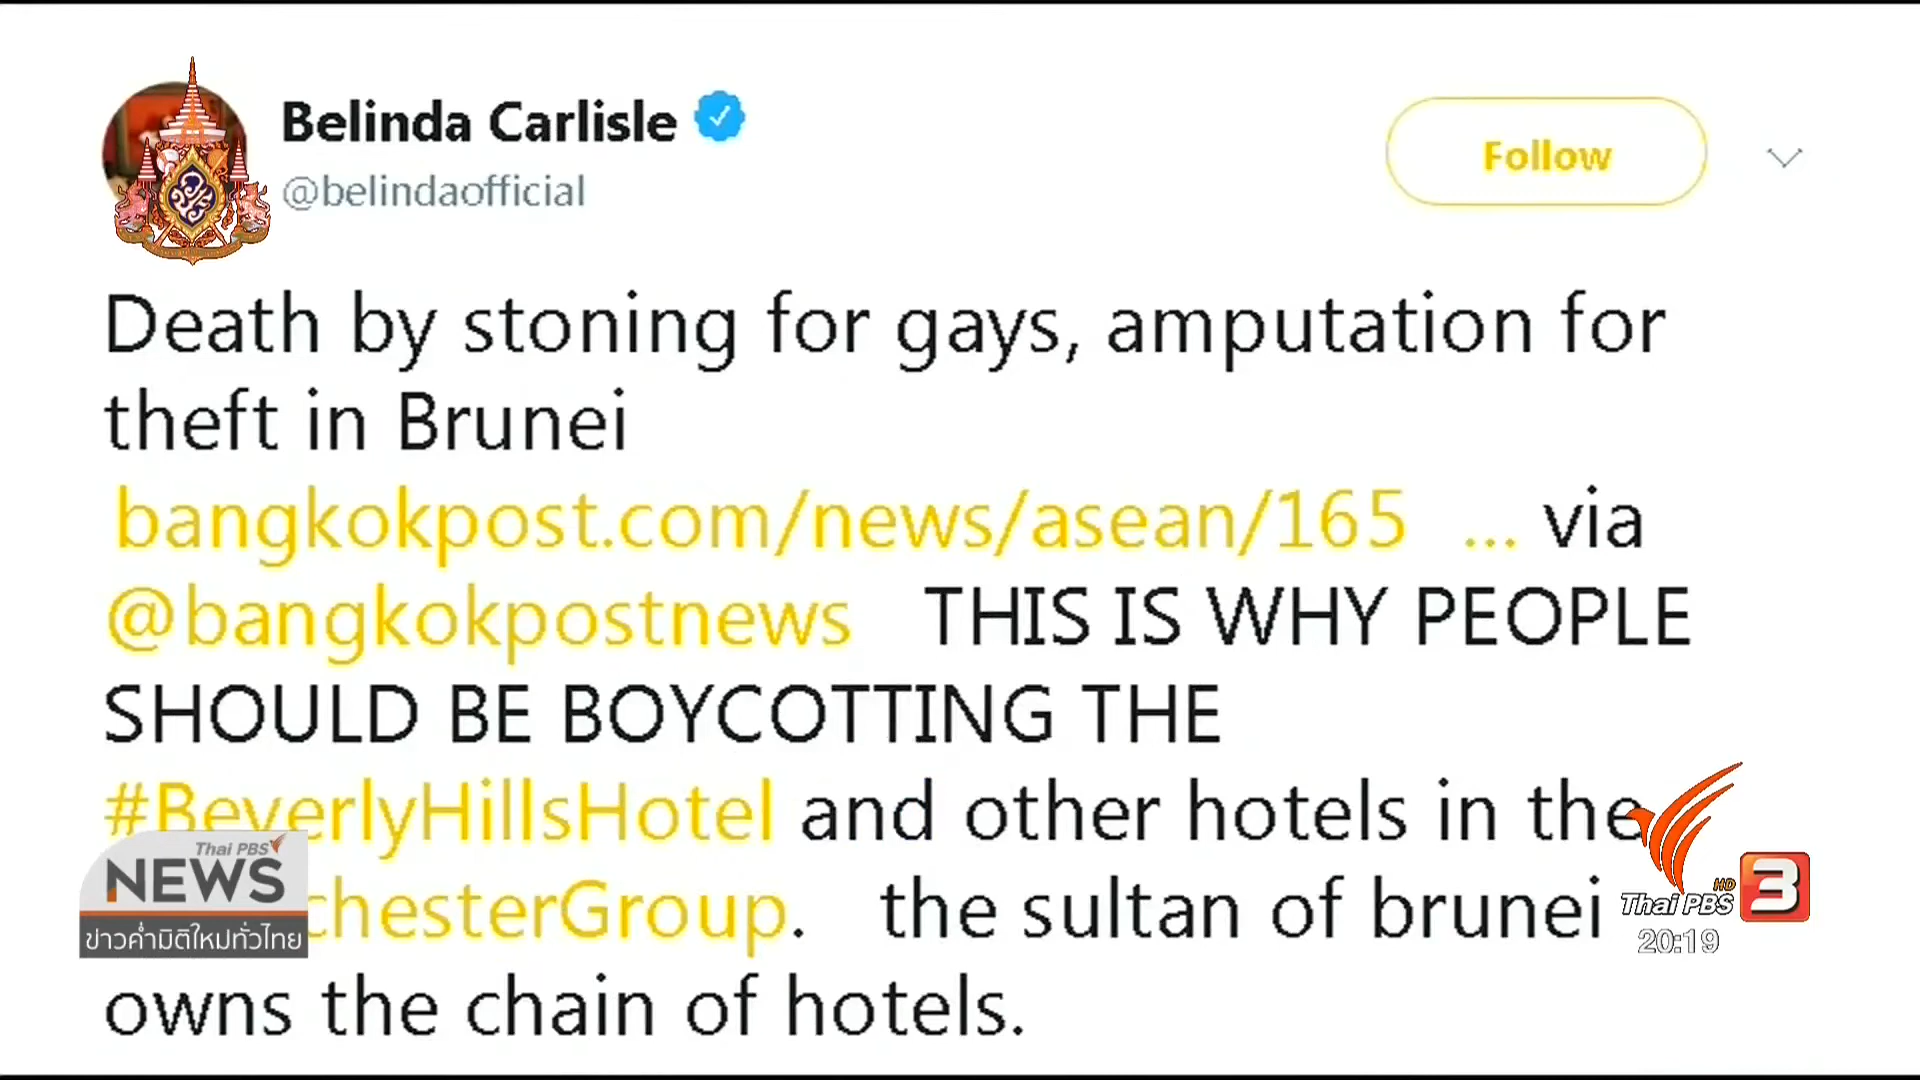 Belinda Carlisle
@belindaofficial
Follow
Death by stoning for gays, amputation for
theft in Brunei
bangkokpost.com/news/asean/165 ... via
@bangkokpostnews THIS IS WHY PEOPLE
SHOULD BE BOYCOTTING THE
#BeverlyHillsHotel and other hotels in the
chesterGroup. the sultan of brunei
owns the chain of hotels.
Thai PBS
NEWS
ข่าวค่ำมิติใหม่ทั่วไทย
HD
Thai PBS 3
20:19